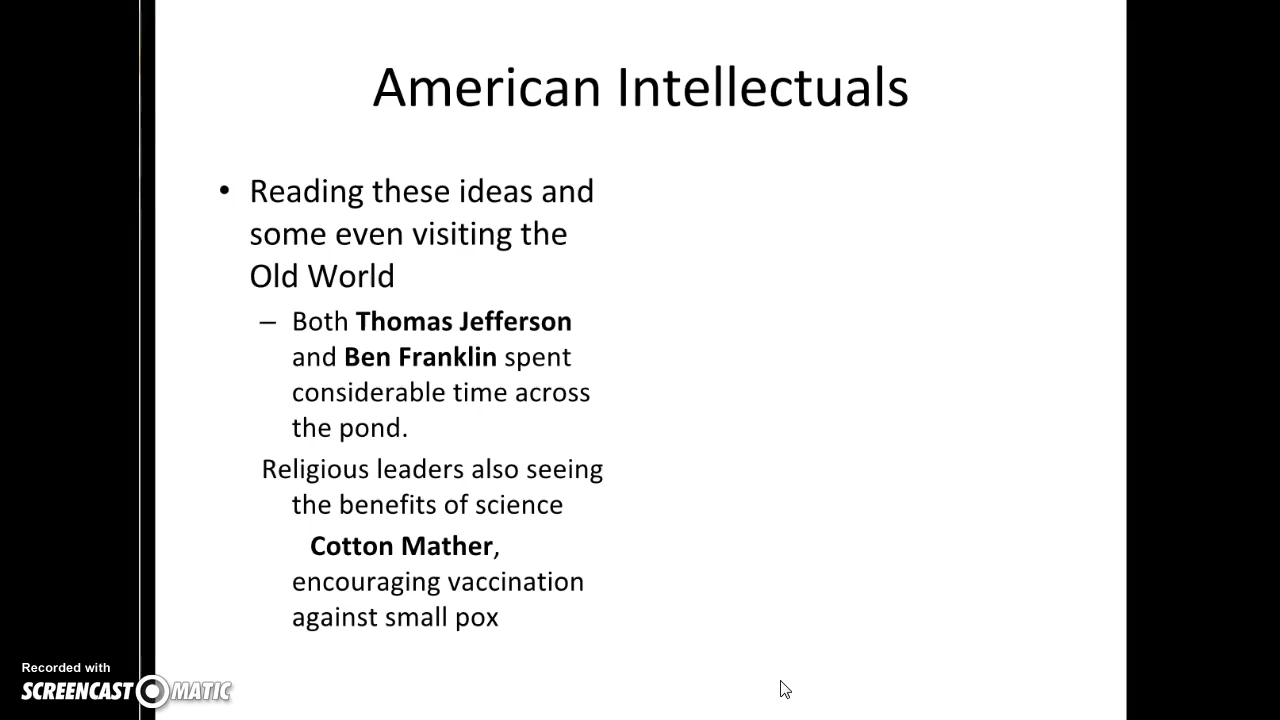 American Intellectuals
• Reading these ideas and
some even visiting the
Old World
– Both Thomas Jefferson
and Ben Franklin spent
considerable time across
the pond.
Religious leaders also seeing
the benefits of science
Cotton Mather,
encouraging vaccination
against small pox
Recorded with
SCREENCAST MATIC